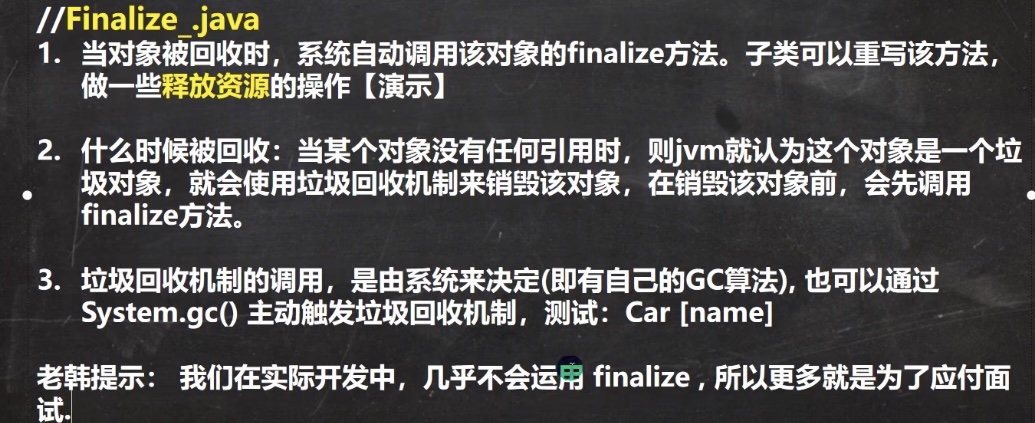 //Finalize_.java
1. 当对象被回收时，系统自动调用该对象的finalize方法。子类可以重写该方法，
做一些释放资源的操作【演示】
2. 什么时候被回收：当某个对象没有任何引用时，则jvm就认为这个对象是一个垃
圾对象，就会使用垃圾回收机制来销毁该对象，在销毁该对象前，会先调用
finalize方法。
3. 垃圾回收机制的调用，是由系统来决定(即有自己的GC算法), 也可以通过
System.gc() 主动触发垃圾回收机制，测试：Car [name]
老韩提示： 我们在实际开发中，几乎不会运用 finalize , 所以更多就是为了应付面
试.